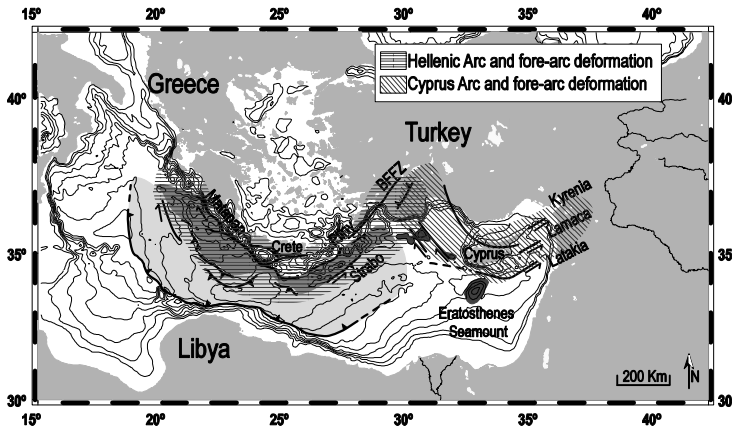 15° 20° 25° 30° 35° 40°
Hellenic Arc and fore-arc deformation
Cyprus Arc and fore-arc deformation
Greece
40° 40
Turkey
BFFZ
Kyrenia
Larnaca
Latakia
Matapan
Crete
Pliny
Strabo
Cyprus
35° 35
Eratosthenes
Seamount
Libya
200 Km
N
30° 30
15° 20° 25° 30° 35° 40°